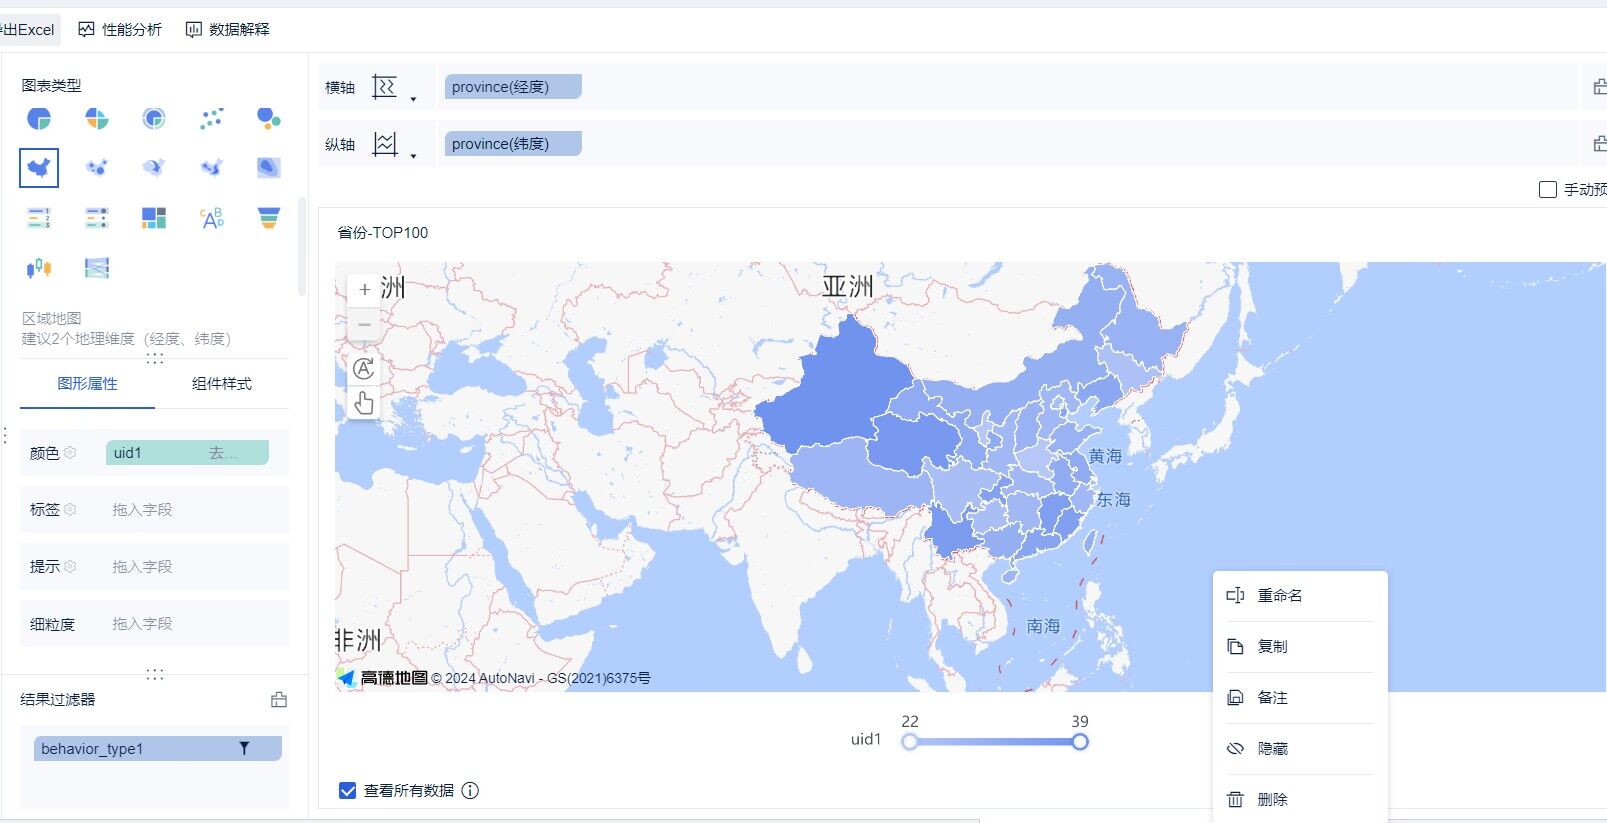 出Excel
性能分析
数据解释
图表类型
区域地图
建议2个地理维度（经度、纬度）
图形属性
组件样式
颜色
uid1
去...
标签
拖入字段
提示
拖入字段
细粒度
拖入字段
结果过滤器
behavior_type1
横轴
province(经度)
纵轴
province(纬度)
手动预
省份-TOP100
洲
亚洲
黄海
东海
南海
非洲
高德地图 © 2024 AutoNavi - GS(2021)6375号
22
39
uid1
查看所有数据
重命名
复制
备注
隐藏
删除